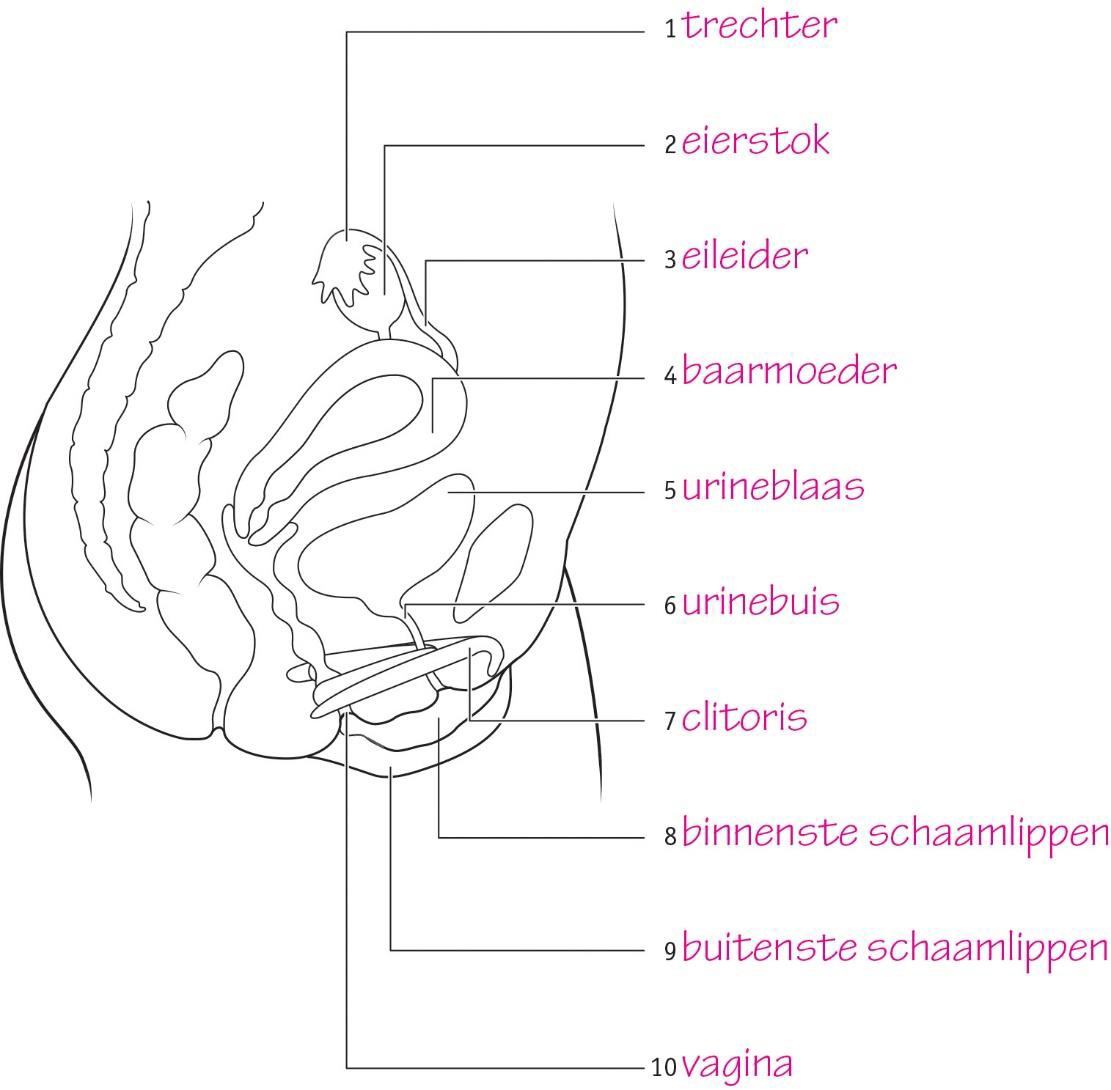 1 trechter
2 eierstok
3 eileider
4 baarmoeder
5 urineblaas
6 urinebuis
7 clitoris
8 binnenste schaamlippen
9 buitenste schaamlippen
10 vagina